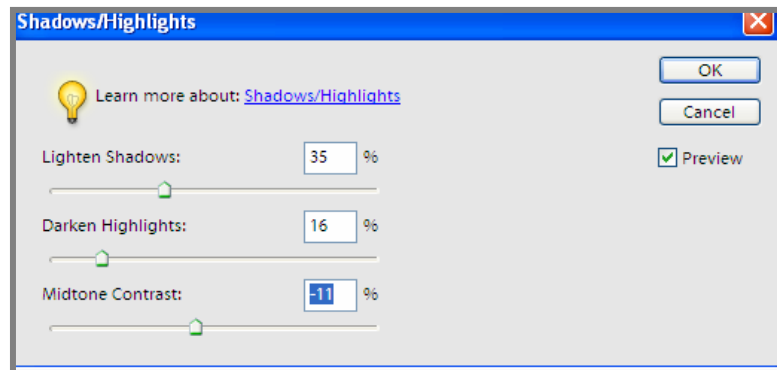 Shadows/Highlights
OK
Learn more about: Shadows/Highlights
Cancel
Lighten Shadows: 35 %
Preview
Darken Highlights: 16 %
Midtone Contrast: -11 %